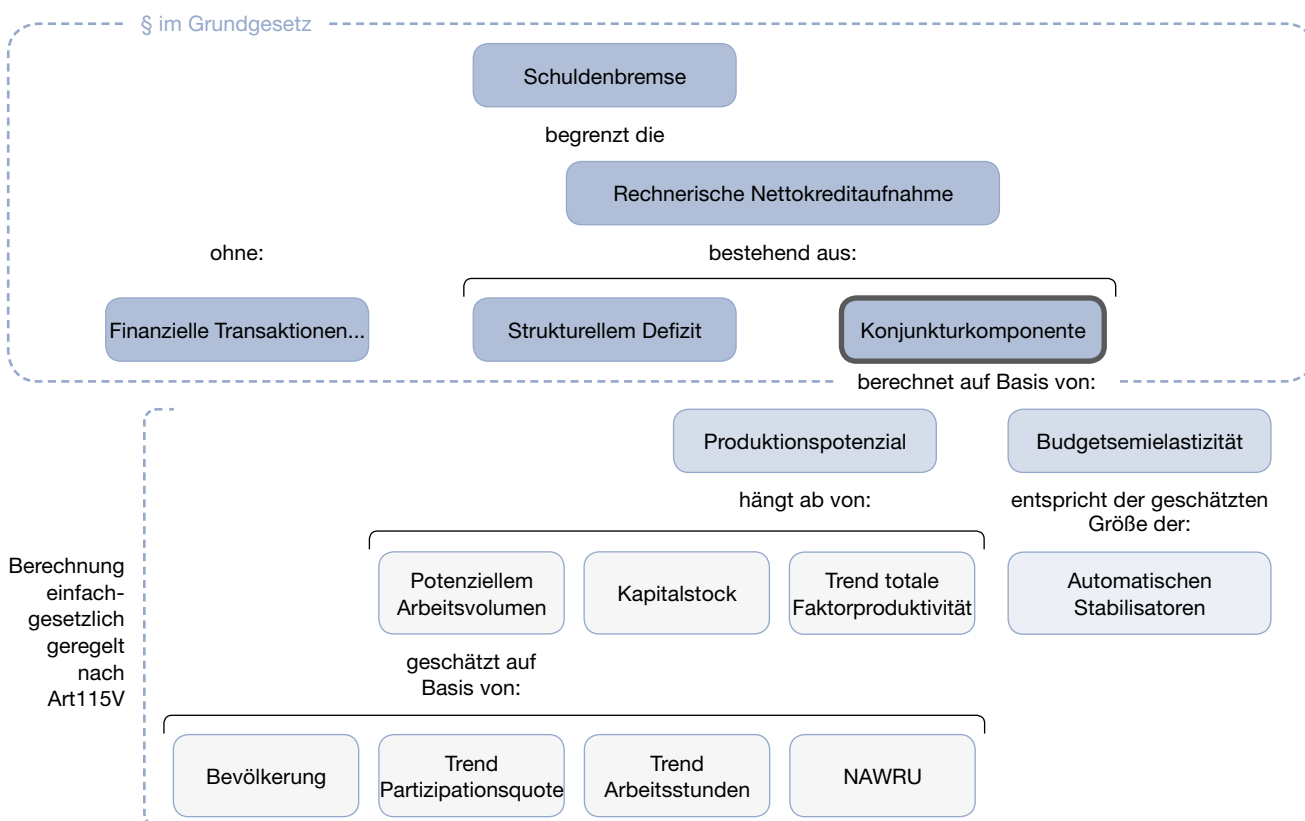 § im Grundgesetz
Schuldenbremse
begrenzt die
Rechnerische Nettokreditaufnahme
ohne:
bestehend aus:
Finanzielle Transaktionen...
Strukturellem Defizit
Konjunkturkomponente
berechnet auf Basis von:
Produktionspotenzial
Budgetsemielastizität
hängt ab von:
entspricht der geschätzten
Größe der:
Berechnung
einfach-
gesetzlich
geregelt
nach
Art115V
Potenziellem
Arbeitsvolumen
Kapitalstock
Trend totale
Faktorproduktivität
Automatischen
Stabilisatoren
geschätzt auf
Basis von:
Bevölkerung
Trend
Partizipationsquote
Trend
Arbeitsstunden
NAWRU